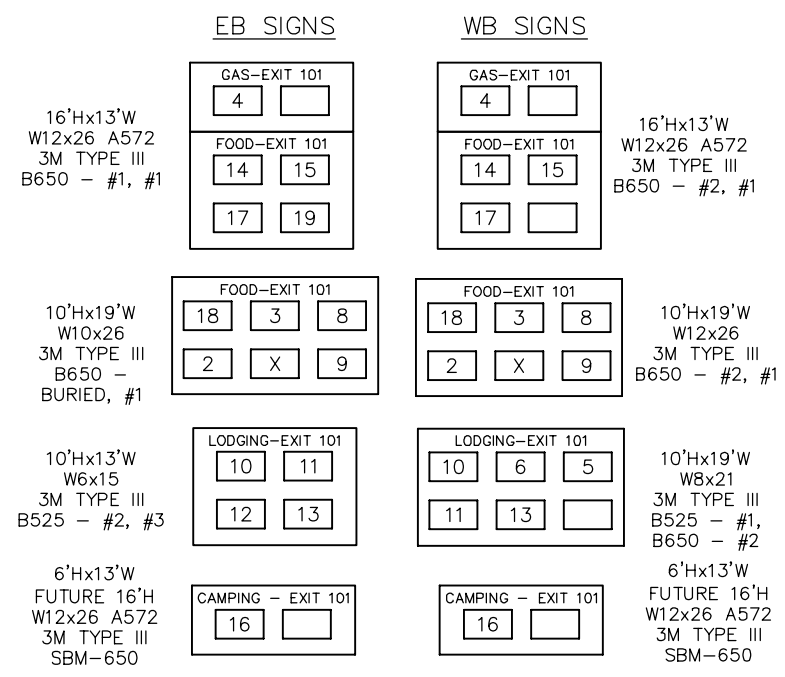 EB SIGNS
WB SIGNS
16'Hx13'W
W12x26 A572
3M TYPE III
B650 – #1, #1
GAS–EXIT 101
4
FOOD–EXIT 101
14 15
17 19
GAS–EXIT 101
4
FOOD–EXIT 101
14 15
17
16'Hx13'W
W12x26 A572
3M TYPE III
B650 – #2, #1
10'Hx19'W
W10x26
3M TYPE III
B650 –
BURIED, #1
FOOD–EXIT 101
18 3 8
2 X 9
FOOD–EXIT 101
18 3 8
2 X 9
10'Hx19'W
W12x26
3M TYPE III
B650 – #2, #1
10'Hx13'W
W6x15
3M TYPE III
B525 – #2, #3
LODGING–EXIT 101
10 11
12 13
LODGING–EXIT 101
10 6 5
11 13
10'Hx19'W
W8x21
3M TYPE III
B525 – #1,
B650 – #2
6'Hx13'W
FUTURE 16'H
W12x26 A572
3M TYPE III
SBM–650
CAMPING – EXIT 101
16
CAMPING – EXIT 101
16
6'Hx13'W
FUTURE 16'H
W12x26 A572
3M TYPE III
SBM–650